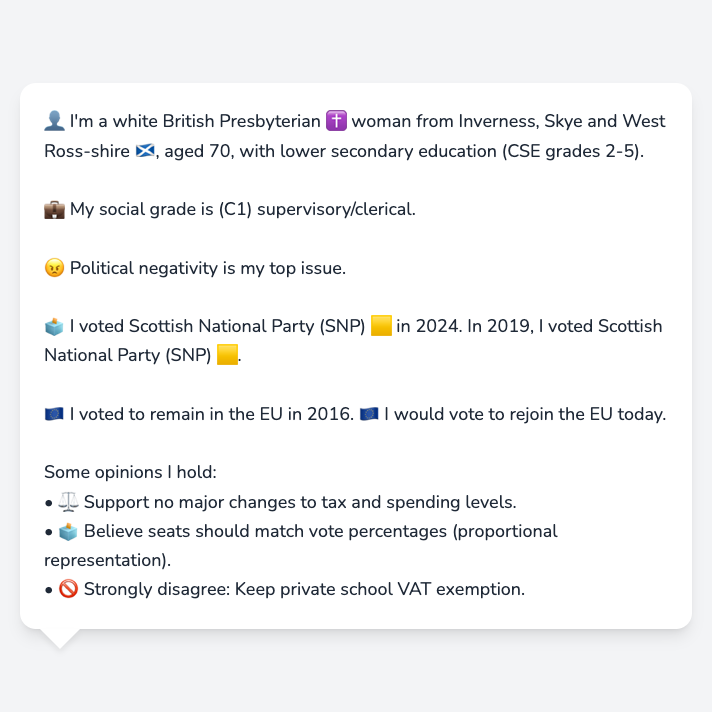 👤 I'm a white British Presbyterian ✝️ woman from Inverness, Skye and West
Ross-shire 🏴󠁧󠁢󠁳󠁣󠁴󠁿, aged 70, with lower secondary education (CSE grades 2-5).
💼 My social grade is (C1) supervisory/clerical.
😠 Political negativity is my top issue.
🗳️ I voted Scottish National Party (SNP) 🟨 in 2024. In 2019, I voted Scottish
National Party (SNP) 🟨.
🇪🇺 I voted to remain in the EU in 2016. 🇪🇺 I would vote to rejoin the EU today.
Some opinions I hold:
• ⚖️ Support no major changes to tax and spending levels.
• 🗳️ Believe seats should match vote percentages (proportional
representation).
• 🚫 Strongly disagree: Keep private school VAT exemption.